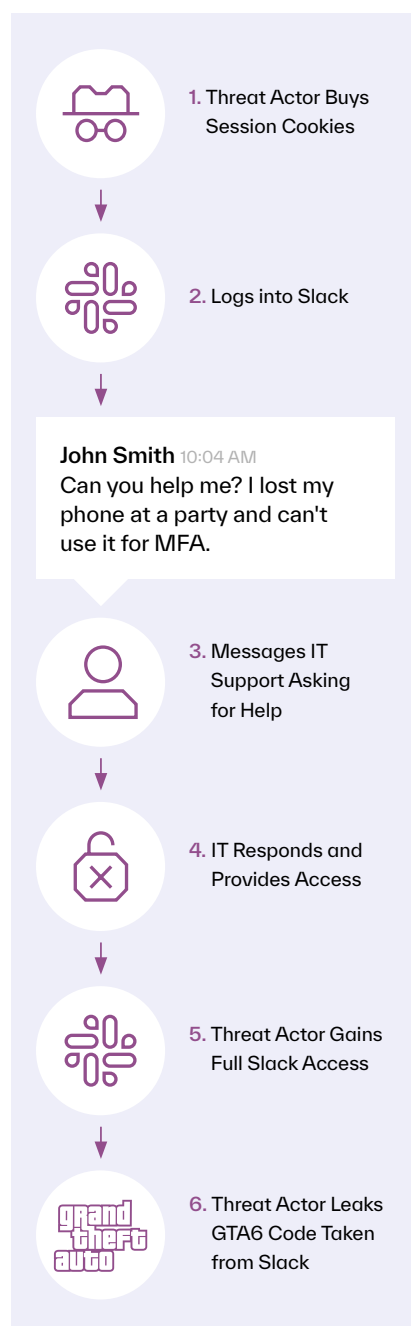 1. Threat Actor Buys
Session Cookies
2. Logs into Slack
John Smith 10:04 AM
Can you help me? I lost my
phone at a party and can't
use it for MFA.
3. Messages IT
Support Asking
for Help
4. IT Responds and
Provides Access
5. Threat Actor Gains
Full Slack Access
grand
theft
auto
6. Threat Actor Leaks
GTA6 Code Taken
from Slack